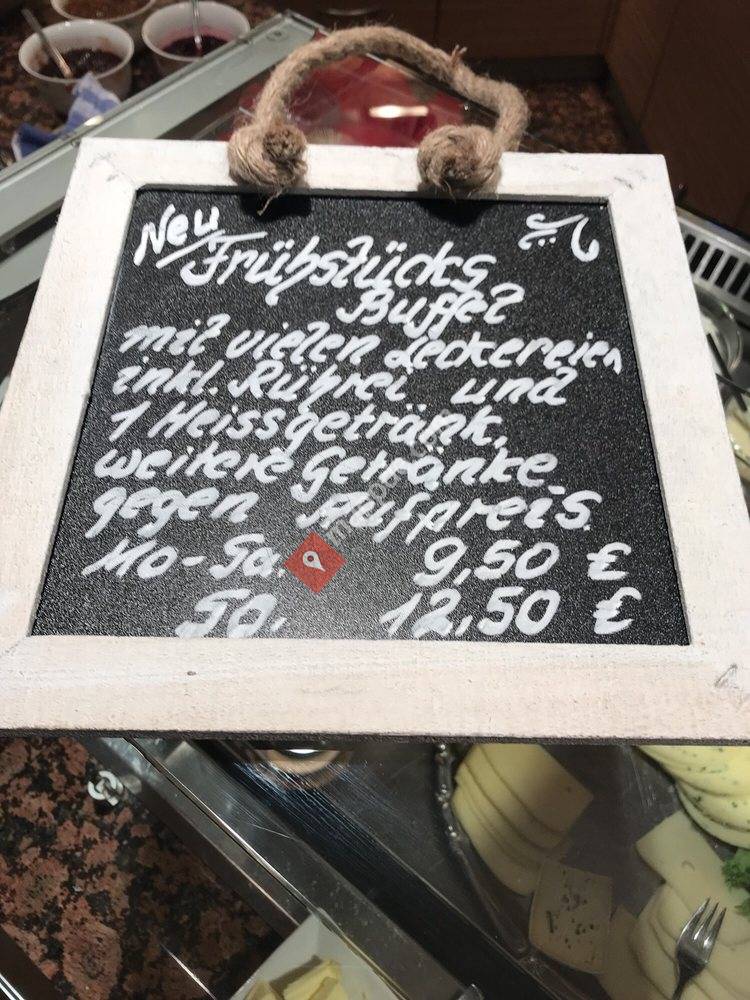 Neu
Frühstücks
Buffet
mit vielen Leckereien
inkl. Rührei und
1 Heissgetränk,
weitere Getränke
gegen Aufpreis.
Mo-Sa. 9,50 €
So. 12,50 €